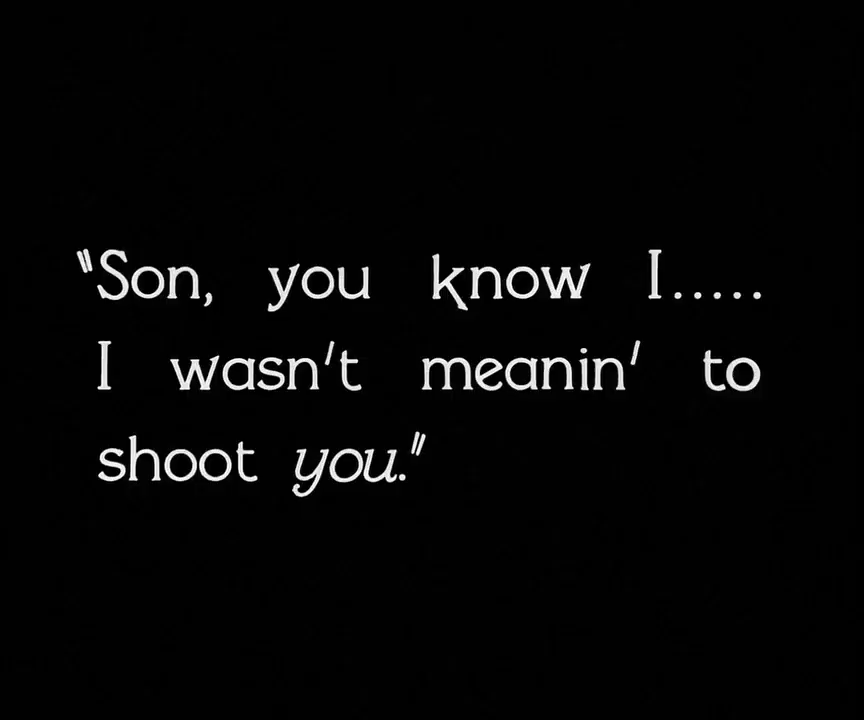 "Son, you know I.....
I wasn't meanin' to
shoot you."